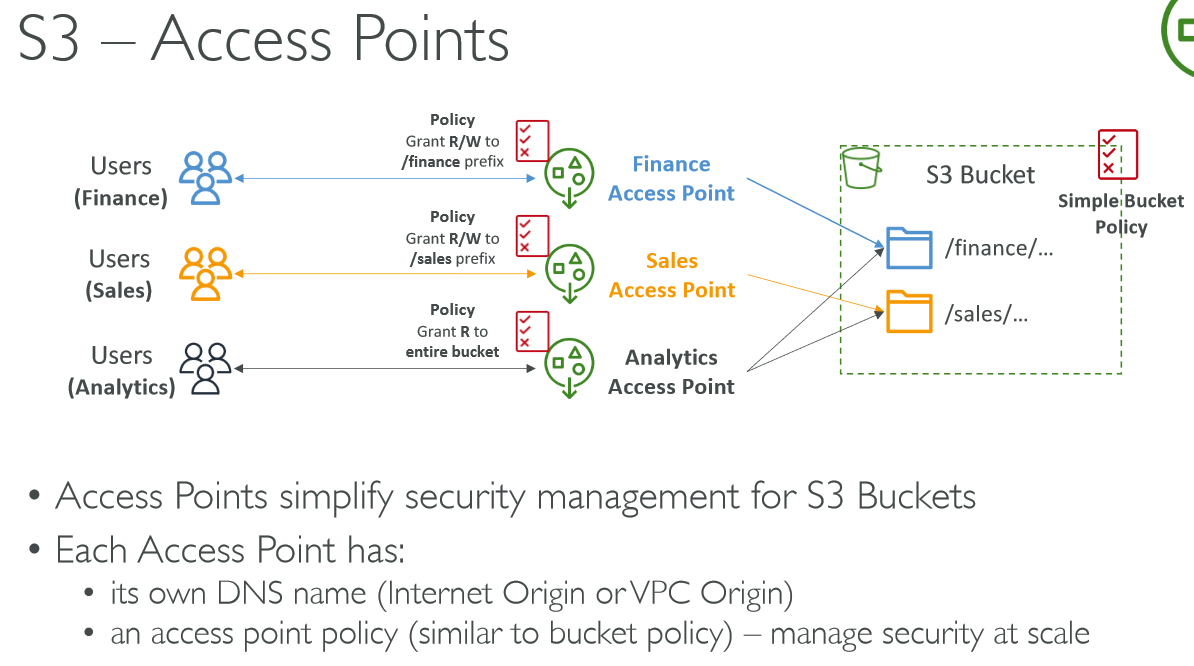 S3 – Access Points
Users
(Finance)
Policy
Grant R/W to
/finance prefix
Finance
Access Point
Users
(Sales)
Policy
Grant R/W to
/sales prefix
Sales
Access Point
Users
(Analytics)
Policy
Grant R to
entire bucket
Analytics
Access Point
S3 Bucket
Simple Bucket
Policy
/finance/…
/sales/…
• Access Points simplify security management for S3 Buckets
• Each Access Point has:
• its own DNS name (Internet Origin or VPC Origin)
• an access point policy (similar to bucket policy) – manage security at scale